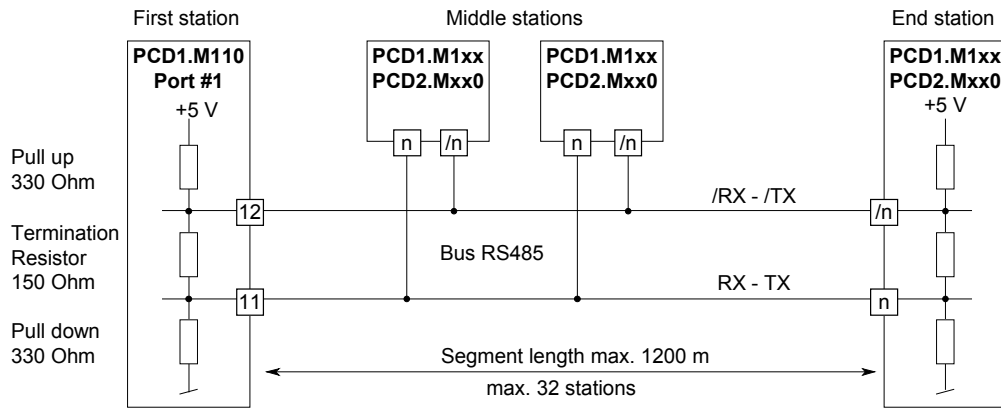 First station
Middle stations
End station
PCD1.M110
Port #1
+5 V
PCD1.M1xx
PCD2.Mxx0
PCD1.M1xx
PCD2.Mxx0
PCD1.M1xx
PCD2.Mxx0
+5 V
n
/n
n
/n
Pull up
330 Ohm
12
/RX - /TX
/n
Termination
Resistor
150 Ohm
Bus RS485
11
RX - TX
n
Pull down
330 Ohm
Segment length max. 1200 m
max. 32 stations